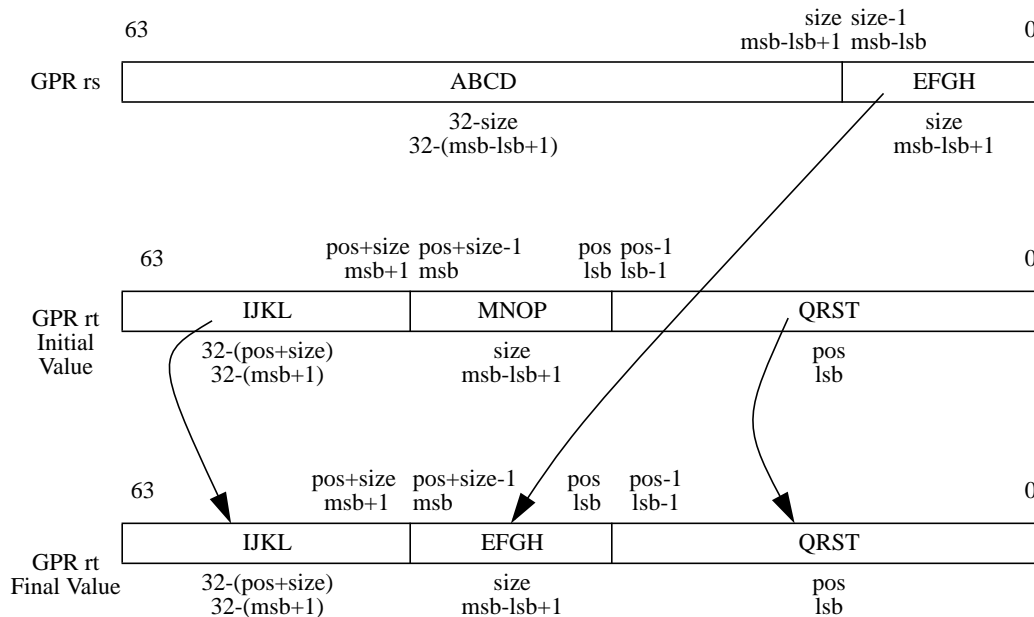 63 size size-1 0
msb-lsb+1 msb-lsb
GPR rs ABCD EFGH
32-size size
32-(msb-lsb+1) msb-lsb+1
63 pos+size pos+size-1 pos pos-1 0
msb+1 msb lsb lsb-1
GPR rt IJKL MNOP QRST
Initial
Value
32-(pos+size) size pos
32-(msb+1) msb-lsb+1 lsb
63 pos+size pos+size-1 pos pos-1 0
msb+1 msb lsb lsb-1
GPR rt IJKL EFGH QRST
Final Value
32-(pos+size) size pos
32-(msb+1) msb-lsb+1 lsb